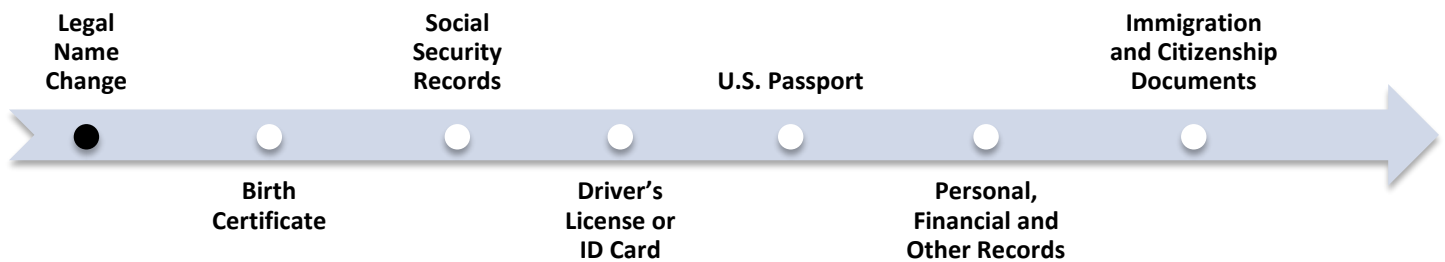 Legal
Name
Change
Birth
Certificate
Social
Security
Records
Driver’s
License or
ID Card
U.S. Passport
Personal,
Financial and
Other Records
Immigration
and Citizenship
Documents